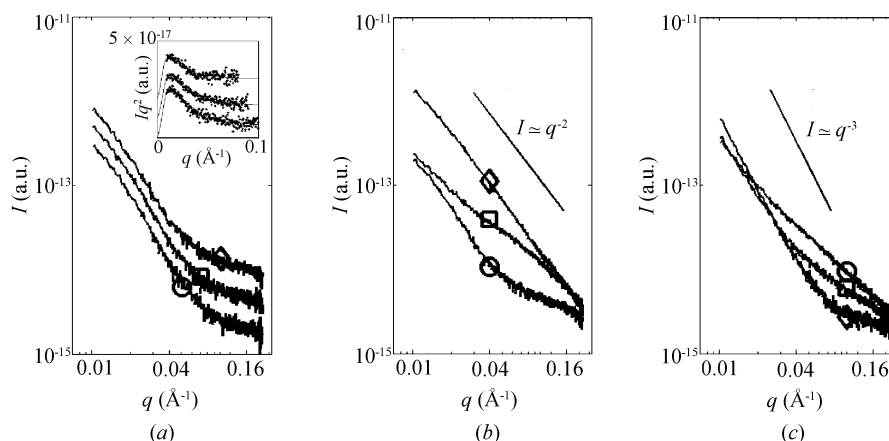 10⁻¹¹
10⁻¹³
10⁻¹⁵
I (a.u.)
0.01 0.04 0.16
q (Å⁻¹)
(a)
5 × 10⁻¹⁷
Iq² (a.u.)
0 0.1
q (Å⁻¹)
10⁻¹¹
10⁻¹³
10⁻¹⁵
I (a.u.)
I ≃ q⁻²
0.01 0.04 0.16
q (Å⁻¹)
(b)
10⁻¹¹
10⁻¹³
10⁻¹⁵
I (a.u.)
I ≃ q⁻³
0.01 0.04 0.16
q (Å⁻¹)
(c)